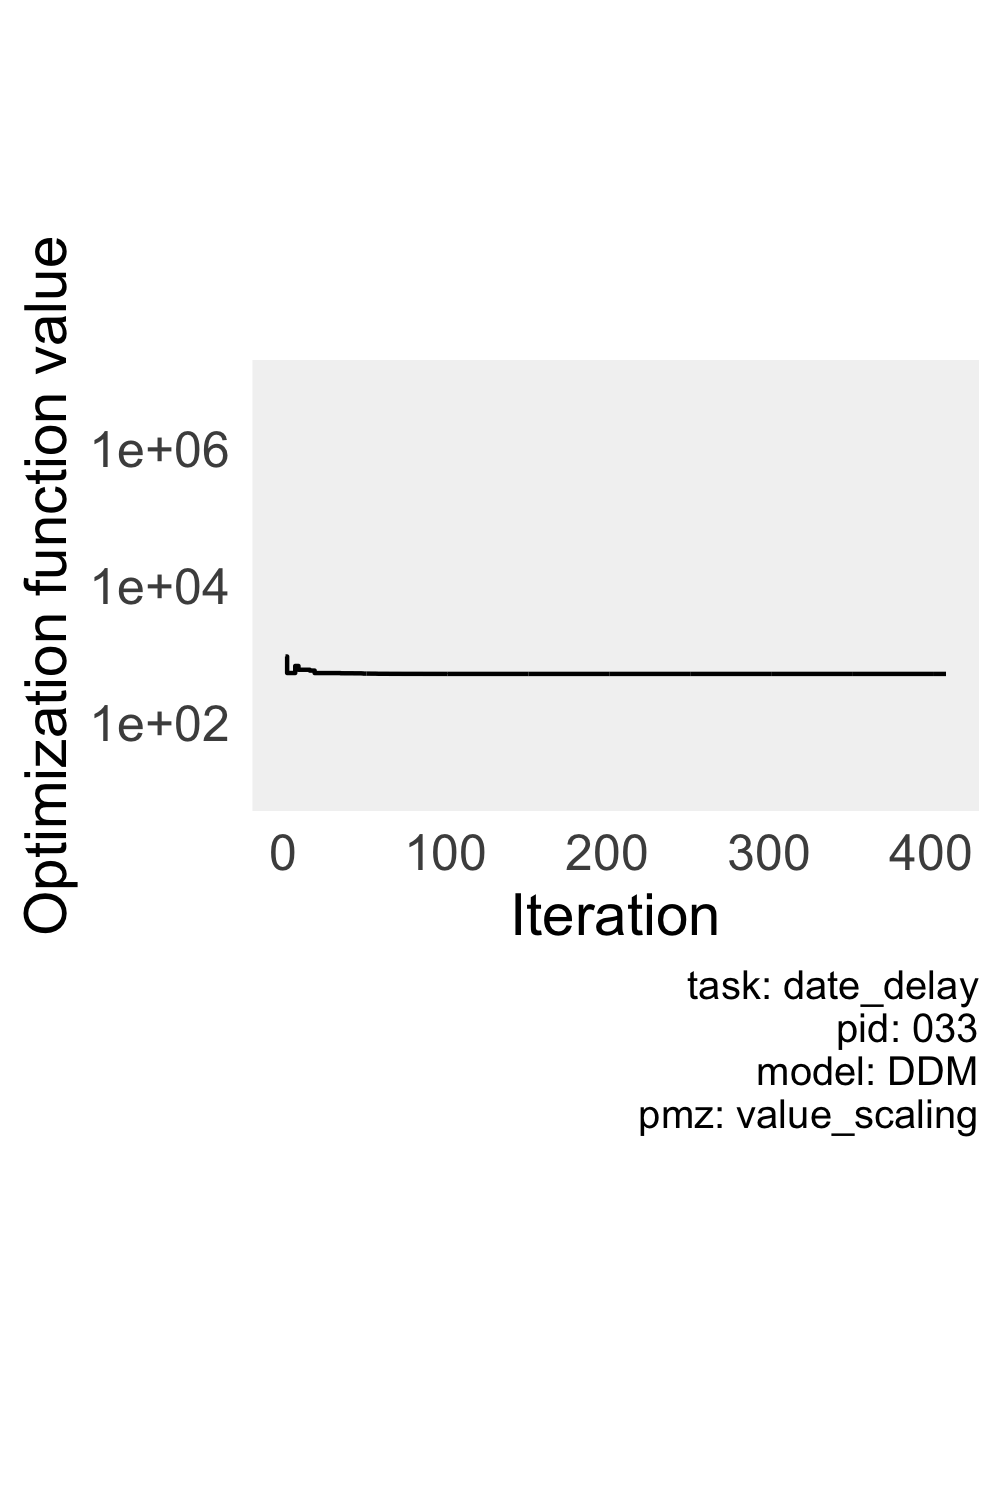 Optimization function value
1e+06
1e+04
1e+02
0 100 200 300 400
Iteration
task: date_delay
pid: 033
model: DDM
pmz: value_scaling